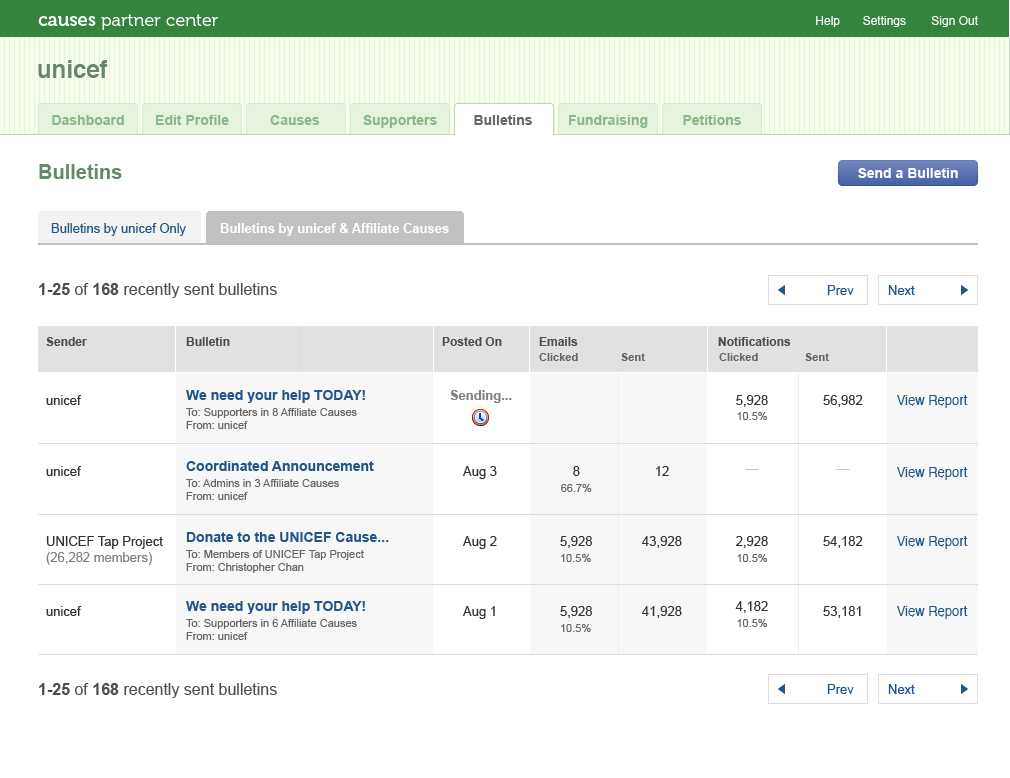 causes partner center
Help Settings Sign Out
unicef
Dashboard Edit Profile Causes Supporters Bulletins Fundraising Petitions
Bulletins
Send a Bulletin
Bulletins by unicef Only Bulletins by unicef & Affiliate Causes
1-25 of 168 recently sent bulletins
Prev Next
Sender Bulletin Posted On Emails Notifications
Clicked Sent Clicked Sent
unicef We need your help TODAY! Sending... 5,928 56,982 View Report
To: Supporters in 8 Affiliate Causes 10.5%
From: unicef
unicef Coordinated Announcement Aug 3 8 12 — — View Report
To: Admins in 3 Affiliate Causes 66.7%
From: unicef
UNICEF Tap Project Donate to the UNICEF Cause... Aug 2 5,928 43,928 2,928 54,182 View Report
(26,282 members) To: Members of UNICEF Tap Project 10.5% 10.5%
From: Christopher Chan
unicef We need your help TODAY! Aug 1 5,928 41,928 4,182 53,181 View Report
To: Supporters in 6 Affiliate Causes 10.5% 10.5%
From: unicef
1-25 of 168 recently sent bulletins
Prev Next